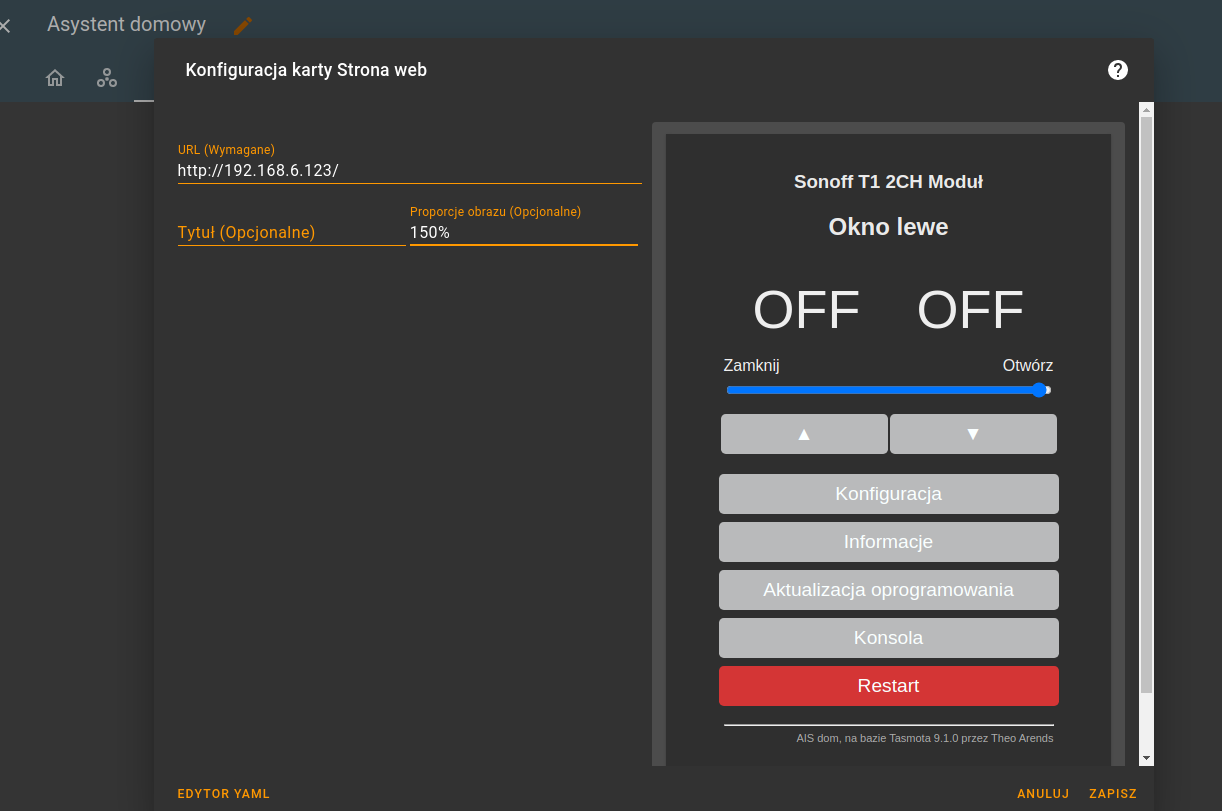 Asystent domowy
Konfiguracja karty Strona web
URL (Wymagane)
http://192.168.6.123/
Tytuł (Opcjonalne)
Proporcje obrazu (Opcjonalne)
150%
Sonoff T1 2CH Moduł
Okno lewe
OFF OFF
Zamknij Otwórz
▲ ▼
Konfiguracja
Informacje
Aktualizacja oprogramowania
Konsola
Restart
AIS dom, na bazie Tasmota 9.1.0 przez Theo Arends
EDYTOR YAML
ANULUJ ZAPISZ